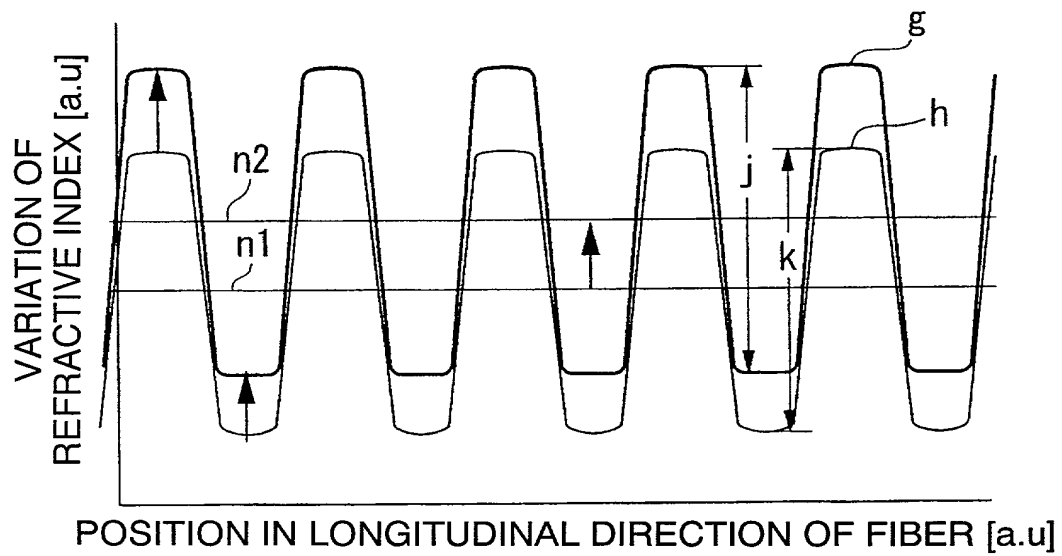 g
h
n2
j
n1
k
VARIATION OF
REFRACTIVE INDEX [a.u]
POSITION IN LONGITUDINAL DIRECTION OF FIBER [a.u]